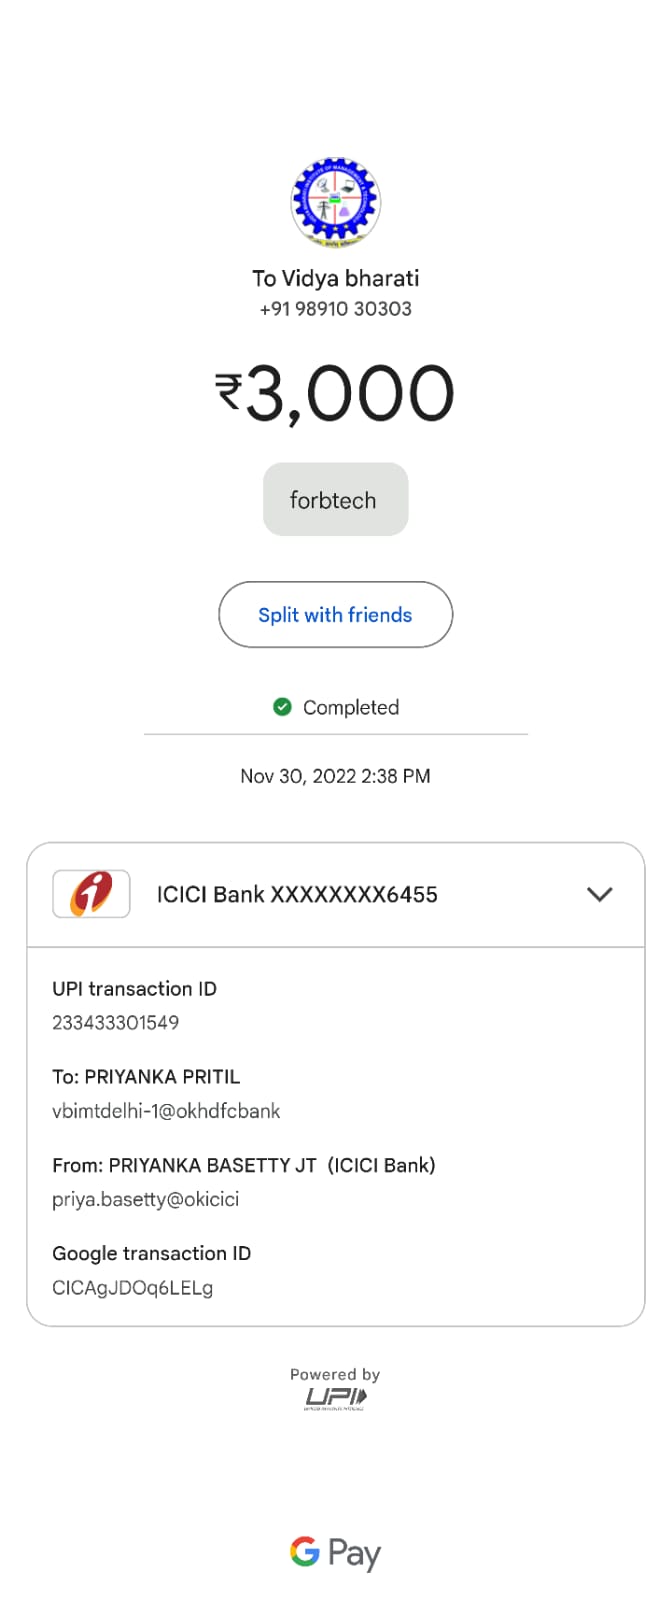 To Vidya bharati
+91 98910 30303
₹3,000
forbtech
Split with friends
Completed
Nov 30, 2022 2:38 PM
ICICI Bank XXXXXXXX6455
UPI transaction ID
233433301549
To: PRIYANKA PRITIL
vbimtdelhi-1@okhdfcbank
From: PRIYANKA BASETTY JT (ICICI Bank)
priya.basetty@okicici
Google transaction ID
CICAgJDOq6LELg
Powered by
UPI
G Pay